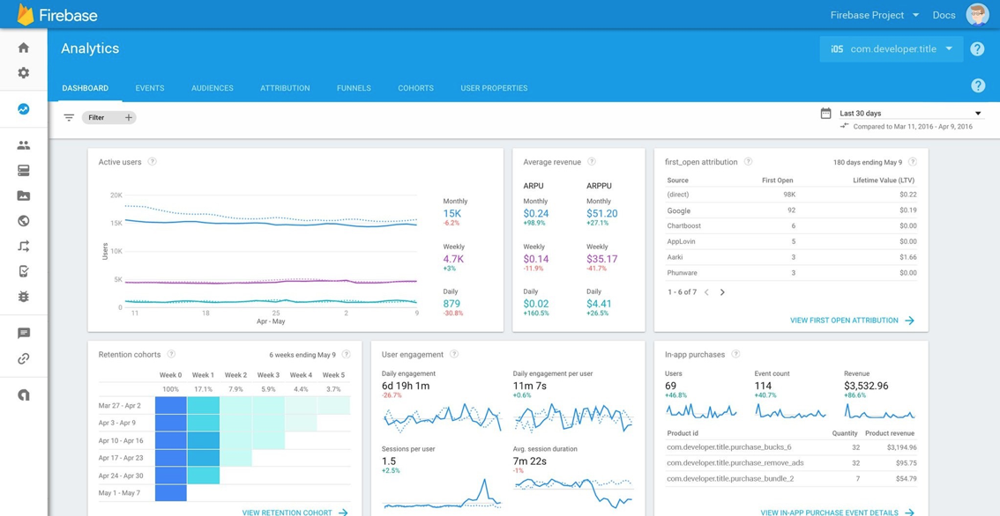 Firebase
Firebase Project
Docs
Analytics
iOS com.developer.title
?
DASHBOARD EVENTS AUDIENCES ATTRIBUTION FUNNELS COHORTS USER PROPERTIES
?
Filter +
Last 30 days
Compared to Mar 11, 2016 - Apr 9, 2016
Active users ?
20K
15K
10K
5K
0
Users
11 18 25 2 9
Apr - May
Monthly
15K
-6.2%
Weekly
4.7K
+3%
Daily
879
-30.8%
Average revenue ?
ARPU ARPPU
Monthly Monthly
$0.24 $51.20
+98.9% +27.1%
Weekly Weekly
$0.14 $35.17
-11.9% -41.7%
Daily Daily
$0.02 $4.41
+160.5% +26.5%
first_open attribution ? 180 days ending May 9 ?
Source First Open Lifetime Value (LTV)
(direct) 98K $0.22
Google 92 $0.19
Chartboost 6 $0.00
AppLovin 5 $0.00
Aarki 3 $1.66
Phunware 3 $0.00
1 - 6 of 7
VIEW FIRST OPEN ATTRIBUTION
Retention cohorts ? 6 weeks ending May 9 ?
Week 0 Week 1 Week 2 Week 3 Week 4 Week 5
100% 17.1% 7.9% 5.9% 4.4% 3.7%
Mar 27 - Apr 2
Apr 3 - Apr 9
Apr 10 - Apr 16
Apr 17 - Apr 23
Apr 24 - Apr 30
May 1 - May 7
VIEW RETENTION COHORT
User engagement ?
Daily engagement Daily engagement per user
6d 19h 1m 11m 7s
-26.7% +0.6%
Sessions per user Avg. session duration
1.5 7m 22s
+2.5% -1%
In-app purchases ?
Users Event count Revenue
69 114 $3,532.96
+46.8% +40.7% +86.6%
Product id Quantity Product revenue
com.developer.title.purchase_bucks_6 32 $3,194.96
com.developer.title.purchase_remove_ads 32 $95.75
com.developer.title.purchase_bundle_2 7 $54.79
VIEW IN-APP PURCHASE EVENT DETAILS